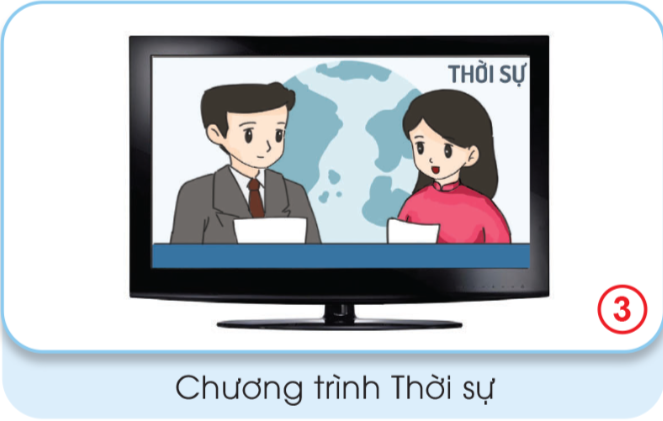 THỜI SỰ
3
Chương trình Thời sự